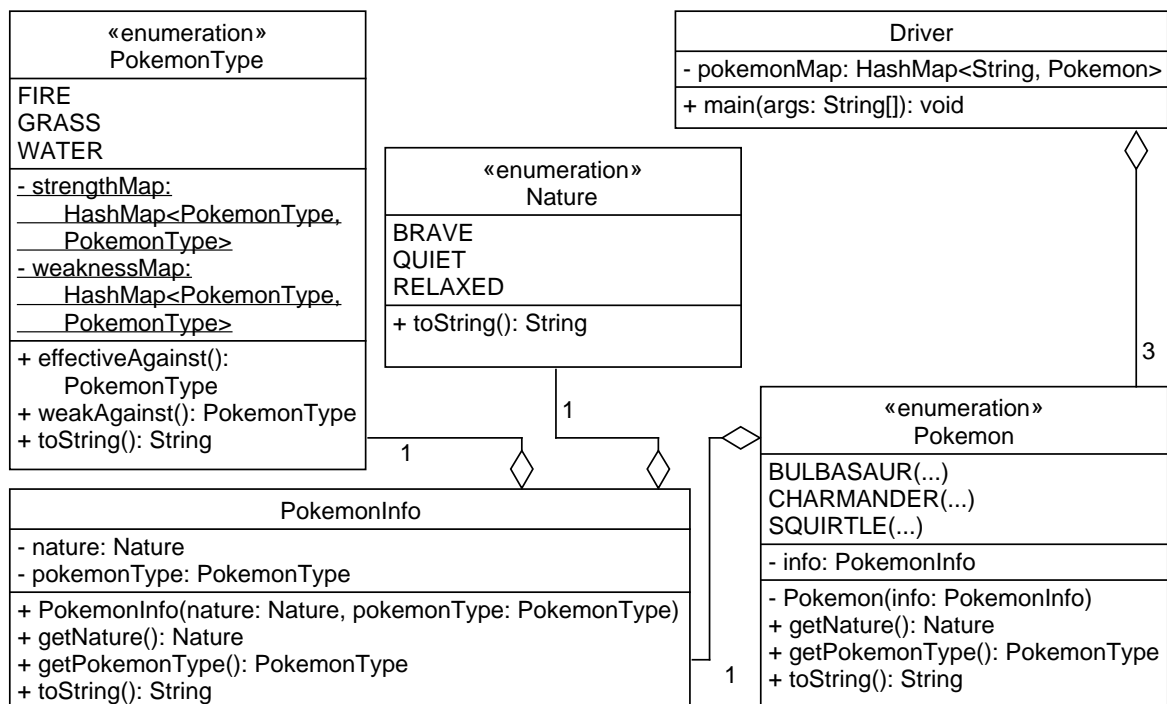 «enumeration»
PokemonType
FIRE
GRASS
WATER
- strengthMap:
HashMap<PokemonType,
PokemonType>
- weaknessMap:
HashMap<PokemonType,
PokemonType>
+ effectiveAgainst():
PokemonType
+ weakAgainst(): PokemonType
+ toString(): String
1
«enumeration»
Nature
BRAVE
QUIET
RELAXED
+ toString(): String
1
Driver
- pokemonMap: HashMap<String, Pokemon>
+ main(args: String[]): void
3
PokemonInfo
- nature: Nature
- pokemonType: PokemonType
+ PokemonInfo(nature: Nature, pokemonType: PokemonType)
+ getNature(): Nature
+ getPokemonType(): PokemonType
+ toString(): String
1
«enumeration»
Pokemon
BULBASAUR(...)
CHARMANDER(...)
SQUIRTLE(...)
- info: PokemonInfo
- Pokemon(info: PokemonInfo)
+ getNature(): Nature
+ getPokemonType(): PokemonType
+ toString(): String